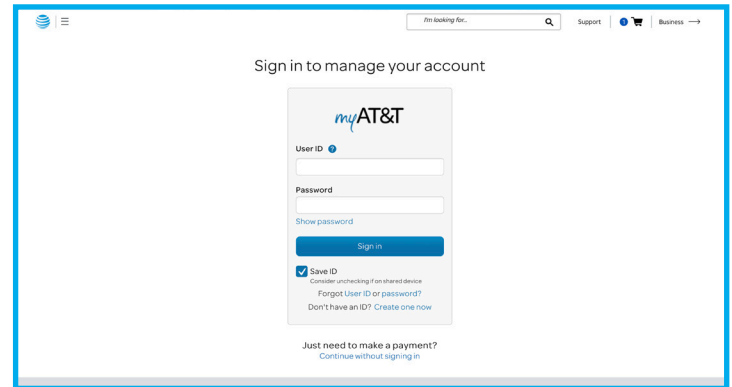 I'm looking for..
Support
1
Business
Sign in to manage your account
myAT&T
User ID ?
Password
Show password
Sign in
Save ID
Consider unchecking if on shared device
Forgot User ID or password?
Don't have an ID? Create one now
Just need to make a payment?
Continue without signing in